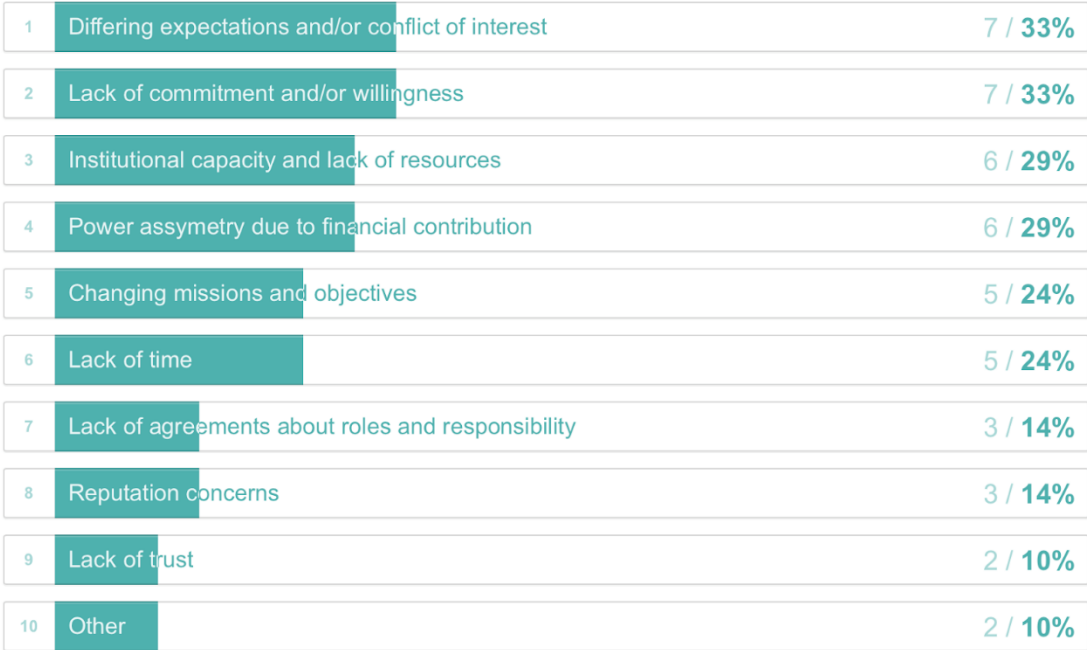 1 Differing expectations and/or conflict of interest 7 / 33%
2 Lack of commitment and/or willingness 7 / 33%
3 Institutional capacity and lack of resources 6 / 29%
4 Power assymetry due to financial contribution 6 / 29%
5 Changing missions and objectives 5 / 24%
6 Lack of time 5 / 24%
7 Lack of agreements about roles and responsibility 3 / 14%
8 Reputation concerns 3 / 14%
9 Lack of trust 2 / 10%
10 Other 2 / 10%